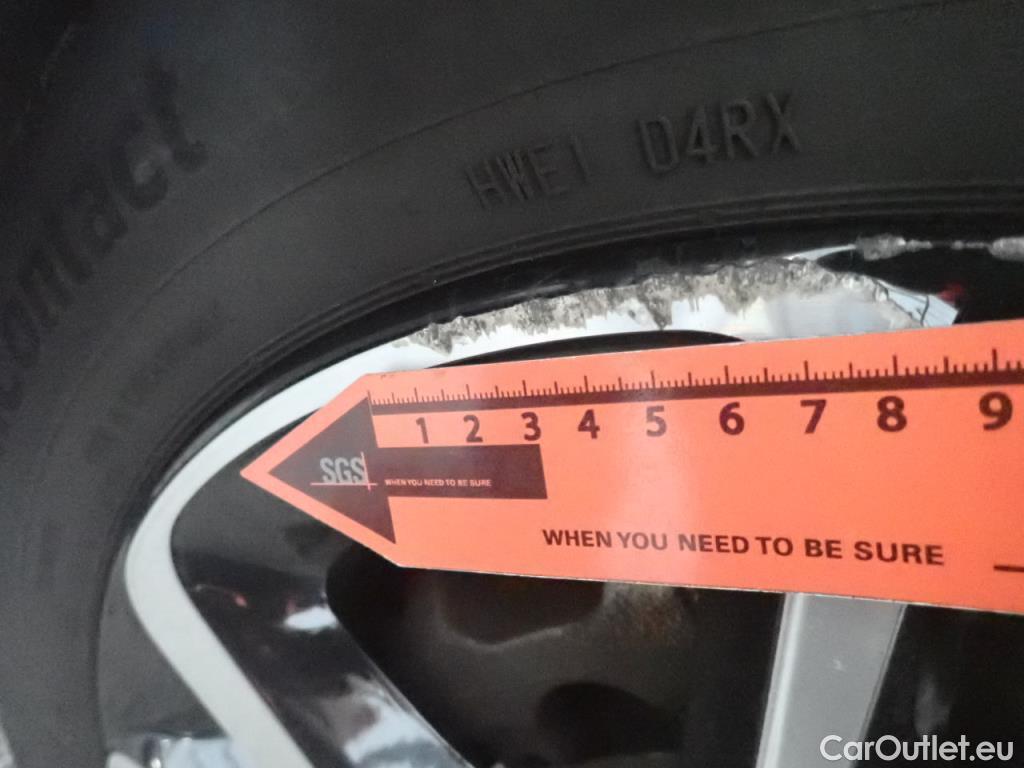 contact
HWE1 D4RX
1 2 3 4 5 6 7 8 9
SGS
WHEN YOU NEED TO BE SURE
WHEN YOU NEED TO BE SURE
CarOutlet.eu